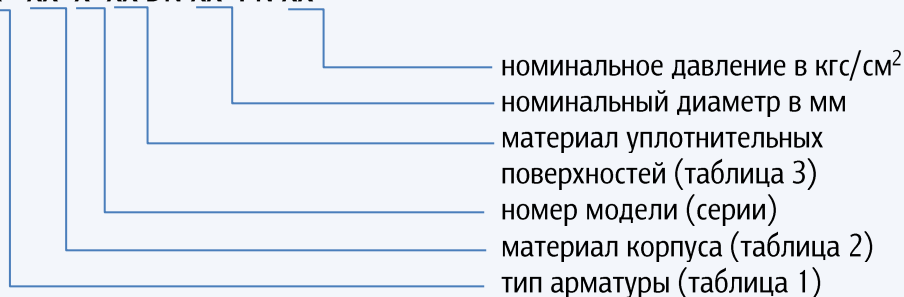 номинальное давление в кгс/см²
номинальный диаметр в мм
материал уплотнительных
поверхностей (таблица 3)
номер модели (серии)
материал корпуса (таблица 2)
тип арматуры (таблица 1)